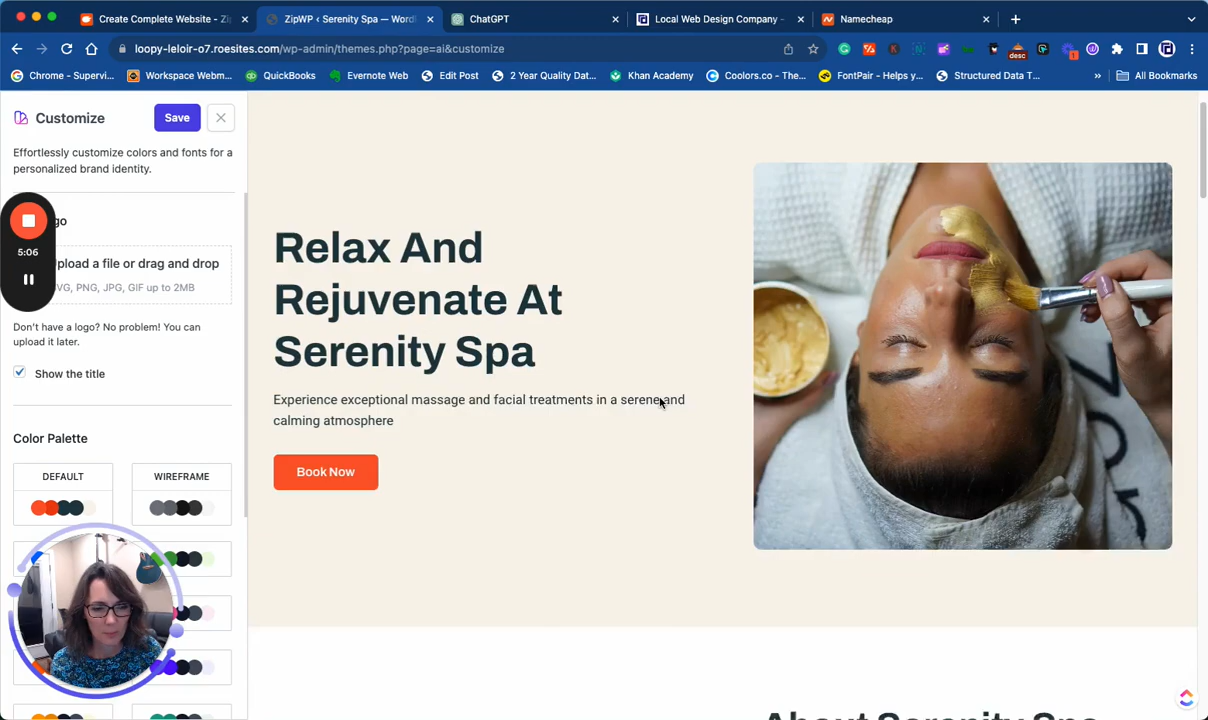 Create Complete Website - Zip
ZipWP ‹ Serenity Spa — Word
ChatGPT
Local Web Design Company -
Namecheap
loopy-leloir-o7.roesites.com/wp-admin/themes.php?page=ai&customize
desc
Chrome - Supervi...
Workspace Webm...
QuickBooks
Evernote Web
Edit Post
2 Year Quality Dat...
Khan Academy
Coolors.co - The...
FontPair - Helps y...
Structured Data T...
»
All Bookmarks
Customize
Save
Effortlessly customize colors and fonts for a
personalized brand identity.
go
5:06
pload a file or drag and drop
VG, PNG, JPG, GIF up to 2MB
Don't have a logo? No problem! You can
upload it later.
Show the title
Color Palette
DEFAULT
WIREFRAME
Relax And
Rejuvenate At
Serenity Spa
Experience exceptional massage and facial treatments in a serene and
calming atmosphere
Book Now
About Serenity Spa